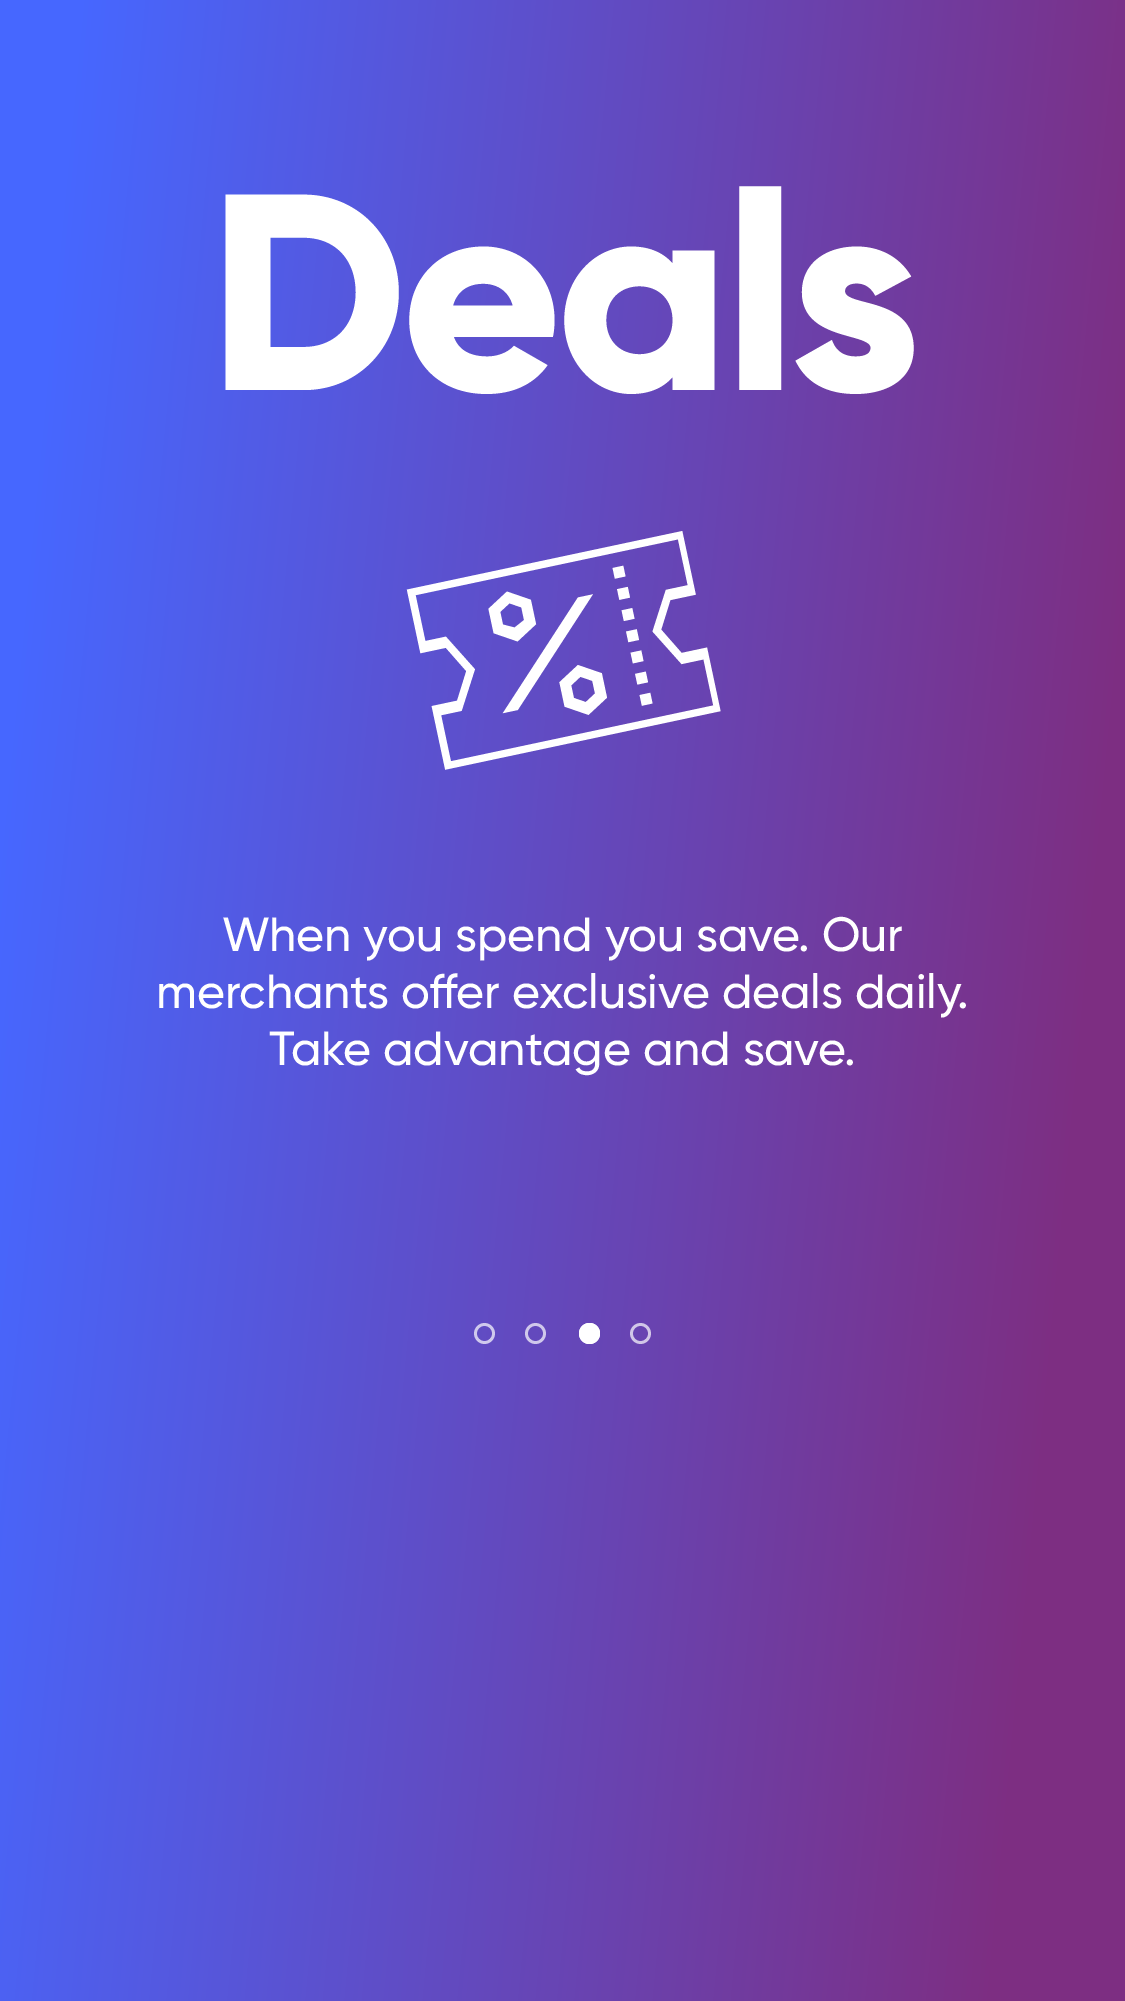 Deals
%
When you spend you save. Our
merchants offer exclusive deals daily.
Take advantage and save.